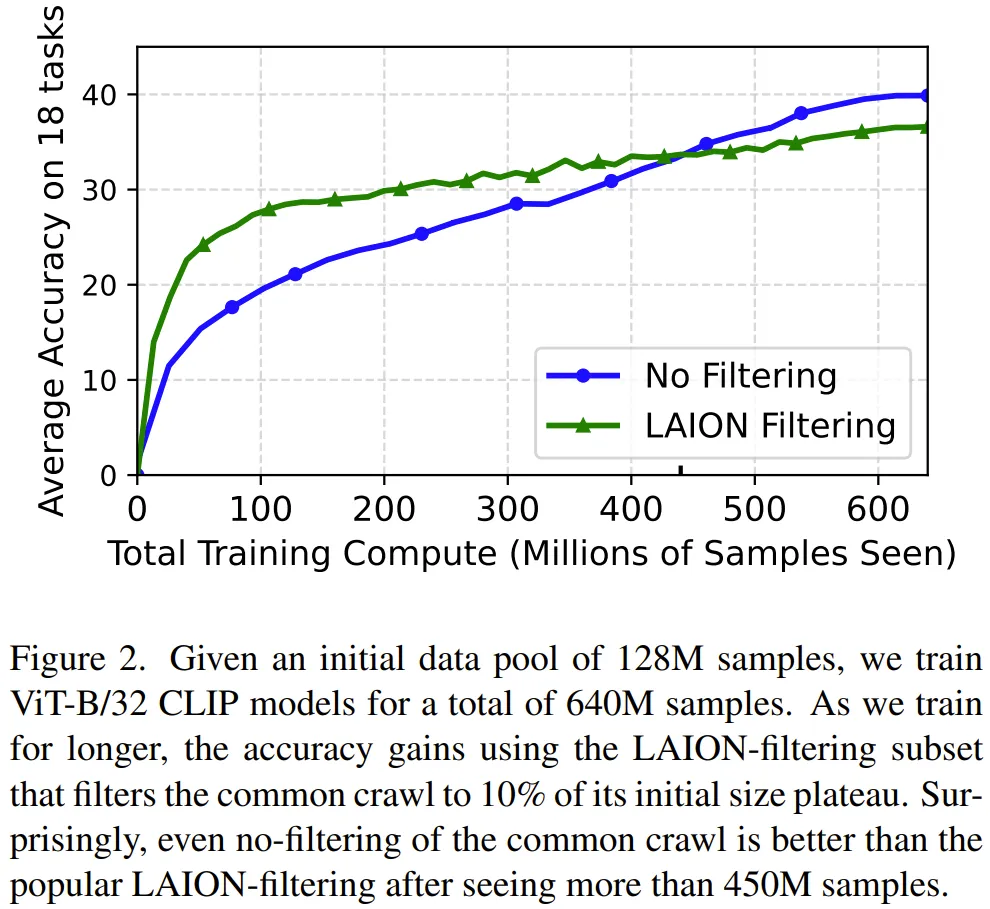 Average Accuracy on 18 tasks
40
30
20
10
0
No Filtering
LAION Filtering
0 100 200 300 400 500 600
Total Training Compute (Millions of Samples Seen)
Figure 2. Given an initial data pool of 128M samples, we train
ViT-B/32 CLIP models for a total of 640M samples. As we train
for longer, the accuracy gains using the LAION-filtering subset
that filters the common crawl to 10% of its initial size plateau. Sur-
prisingly, even no-filtering of the common crawl is better than the
popular LAION-filtering after seeing more than 450M samples.